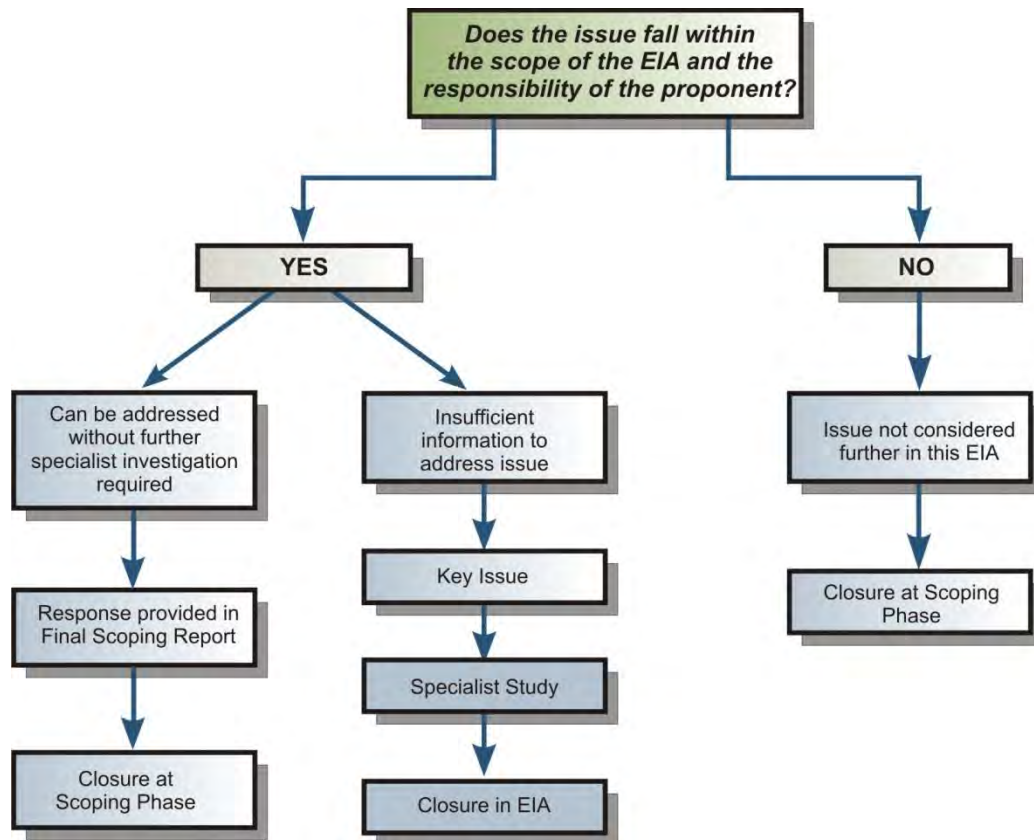 Does the issue fall within
the scope of the EIA and the
responsibility of the proponent?
YES
NO
Can be addressed
without further
specialist investigation
required
Insufficient
information to
address issue
Issue not considered
further in this EIA
Response provided in
Final Scoping Report
Key Issue
Closure at Scoping
Phase
Specialist Study
Closure at
Scoping Phase
Closure in EIA